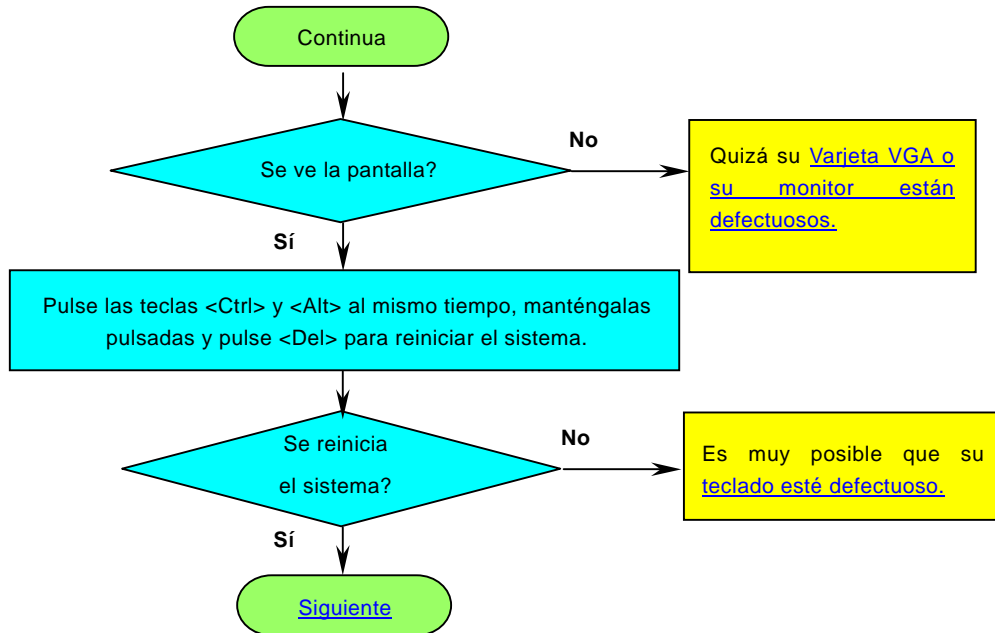 Continua
Se ve la pantalla?
No
Quizá su Varjeta VGA o
su monitor están
defectuosos.
Sí
Pulse las teclas <Ctrl> y <Alt> al mismo tiempo, manténgalas
pulsadas y pulse <Del> para reiniciar el sistema.
Se reinicia
el sistema?
No
Es muy posible que su
teclado esté defectuoso.
Sí
Siguiente